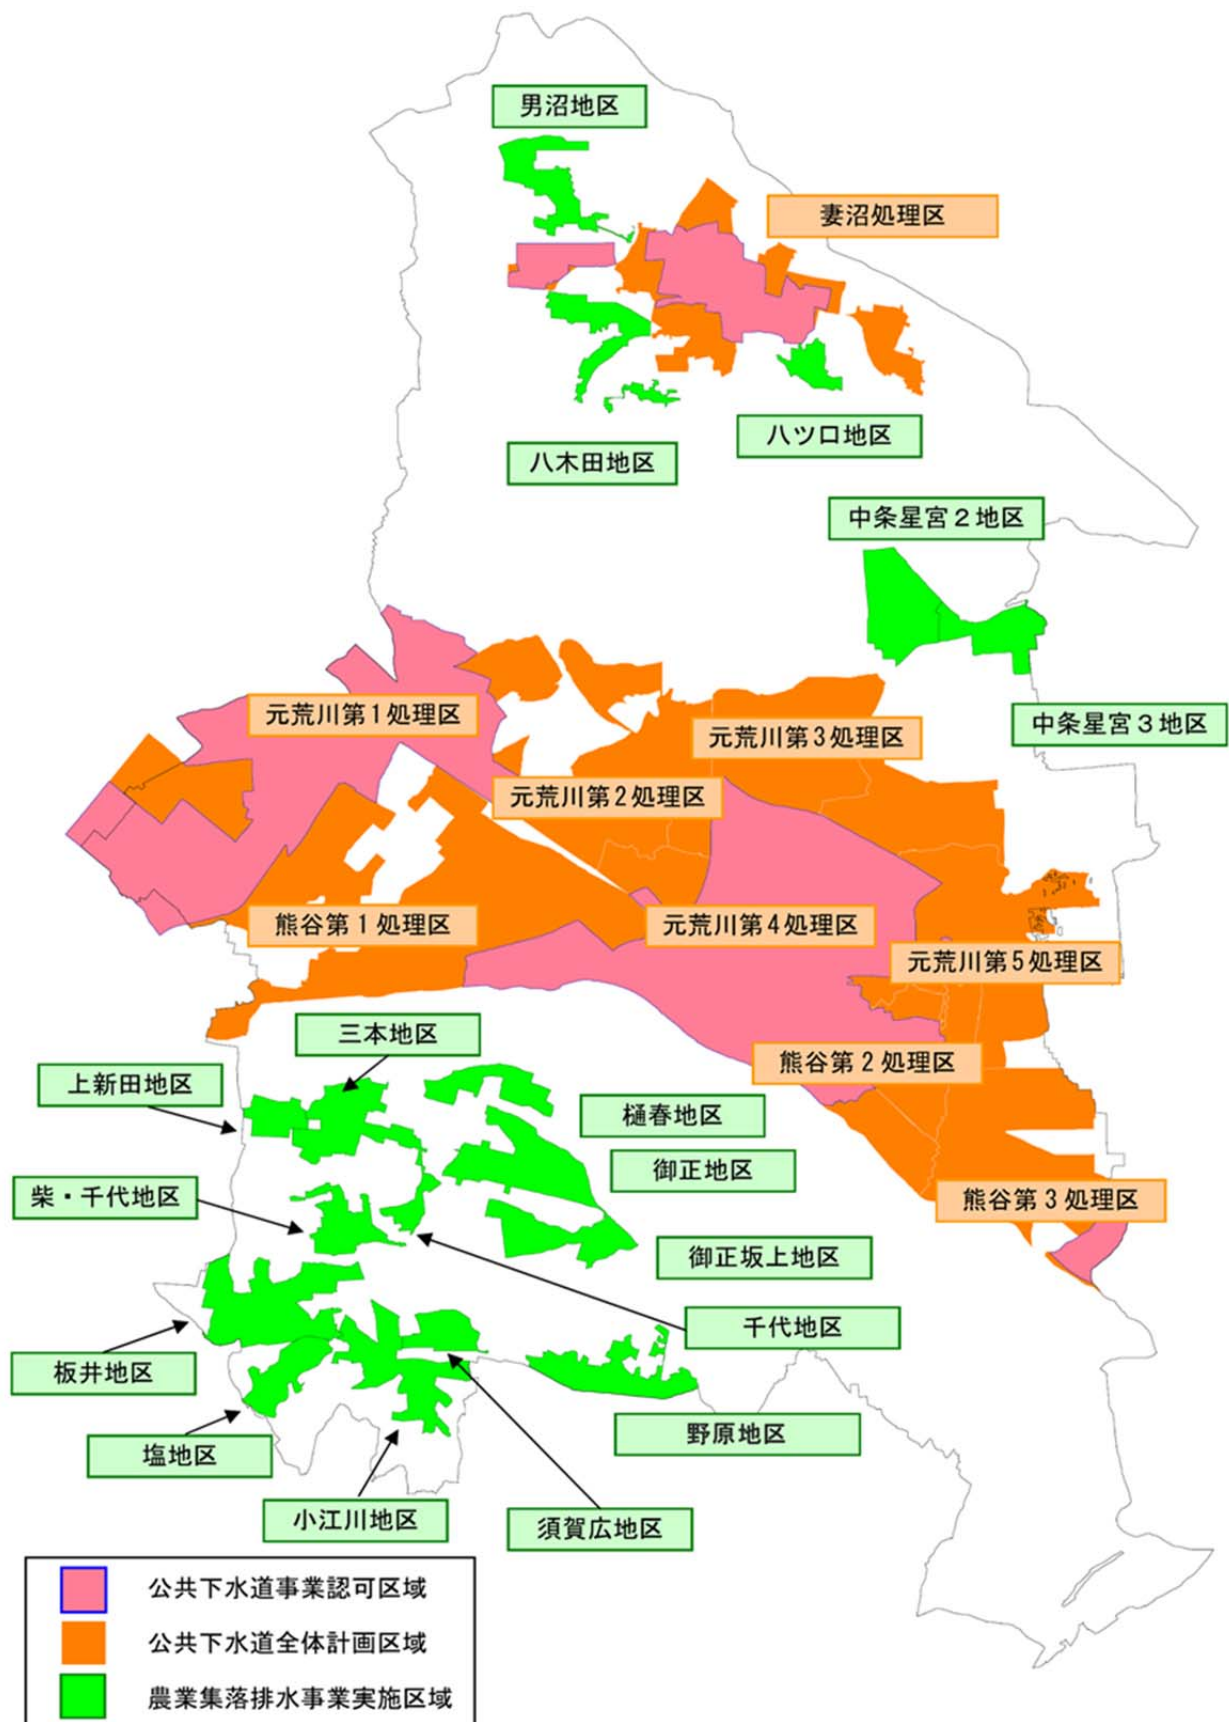 男沼地区
妻沼処理区
八ツ口地区
八木田地区
中条星宮２地区
中条星宮３地区
元荒川第1処理区
元荒川第3処理区
元荒川第2処理区
熊谷第1処理区
元荒川第4処理区
元荒川第5処理区
三本地区
熊谷第2処理区
上新田地区
樋春地区
御正地区
柴・千代地区
熊谷第3処理区
御正坂上地区
千代地区
板井地区
野原地区
塩地区
小江川地区
須賀広地区
公共下水道事業認可区域
公共下水道全体計画区域
農業集落排水事業実施区域